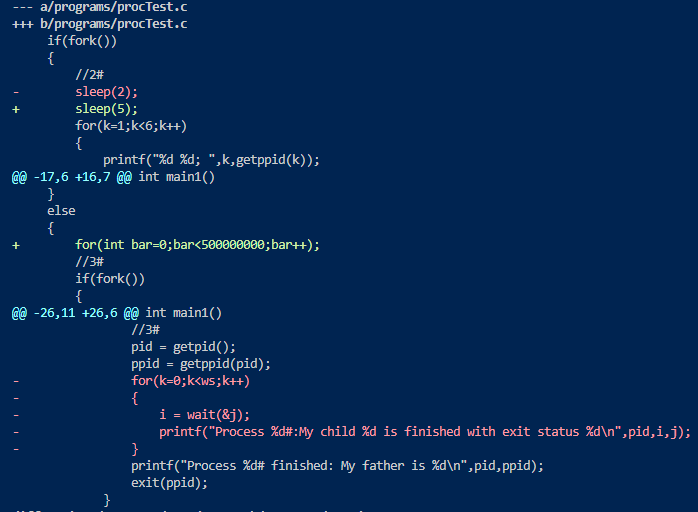 --- a/programs/procTest.c
+++ b/programs/procTest.c
     if(fork())
     {
         //2#
-        sleep(2);
+        sleep(5);
         for(k=1;k<6;k++)
         {
             printf("%d %d; ",k,getppid(k));
@@ -17,6 +16,7 @@ int main1()
     }
     else
     {
+        for(int bar=0;bar<500000000;bar++);
         //3#
         if(fork())
         {
@@ -26,11 +26,6 @@ int main1()
                 //3#
                 pid = getpid();
                 ppid = getppid(pid);
-                for(k=0;k<ws;k++)
-                {
-                    i = wait(&j);
-                    printf("Process %d#:My child %d is finished with exit status %d\n",pid,i,j);
-                }
                 printf("Process %d# finished: My father is %d\n",pid,ppid);
                 exit(ppid);
             }